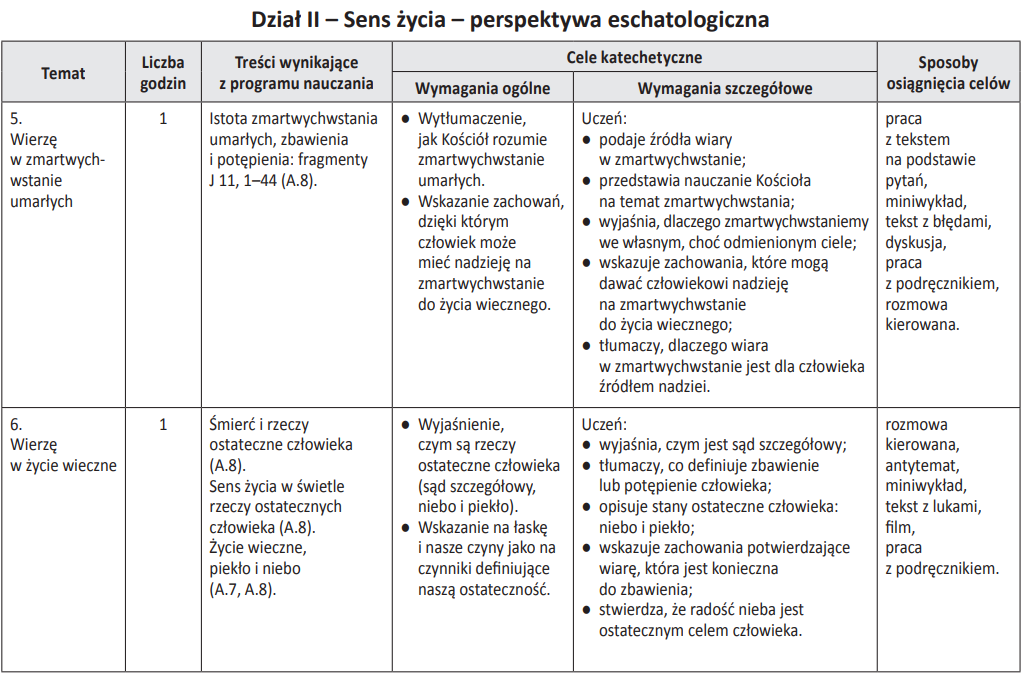 Dział II – Sens życia – perspektywa eschatologiczna
Temat
Liczba
godzin
Treści wynikające
z programu nauczania
Cele katechetyczne
Wymagania ogólne
Wymagania szczegółowe
Sposoby
osiągnięcia celów
5.
Wierzę
w zmartwych-
wstanie
umarłych
1
Istota zmartwychwstania
umarłych, zbawienia
i potępienia: fragmenty
J 11, 1–44 (A.8).
● Wytłumaczenie,
jak Kościół rozumie
zmartwychwstanie
umarłych.
● Wskazanie zachowań,
dzięki którym
człowiek może
mieć nadzieję na
zmartwychwstanie
do życia wiecznego.
Uczeń:
● podaje źródła wiary
w zmartwychwstanie;
● przedstawia nauczanie Kościoła
na temat zmartwychwstania;
● wyjaśnia, dlaczego zmartwychwstaniemy
we własnym, choć odmienionym ciele;
● wskazuje zachowania, które mogą
dawać człowiekowi nadzieję
na zmartwychwstanie
do życia wiecznego;
● tłumaczy, dlaczego wiara
w zmartwychwstanie jest dla człowieka
źródłem nadziei.
praca
z tekstem
na podstawie
pytań,
miniwykład,
tekst z błędami,
dyskusja,
praca
z podręcznikiem,
rozmowa
kierowana.
6.
Wierzę
w życie wieczne
1
Śmierć i rzeczy
ostateczne człowieka
(A.8).
Sens życia w świetle
rzeczy ostatecznych
człowieka (A.8).
Życie wieczne,
piekło i niebo
(A.7, A.8).
● Wyjaśnienie,
czym są rzeczy
ostateczne człowieka
(sąd szczegółowy,
niebo i piekło).
● Wskazanie na łaskę
i nasze czyny jako na
czynniki definiujące
naszą ostateczność.
Uczeń:
● wyjaśnia, czym jest sąd szczegółowy;
● tłumaczy, co definiuje zbawienie
lub potępienie człowieka;
● opisuje stany ostateczne człowieka:
niebo i piekło;
● wskazuje zachowania potwierdzające
wiarę, która jest konieczna
do zbawienia;
● stwierdza, że radość nieba jest
ostatecznym celem człowieka.
rozmowa
kierowana,
antytemat,
miniwykład,
tekst z lukami,
film,
praca
z podręcznikiem.